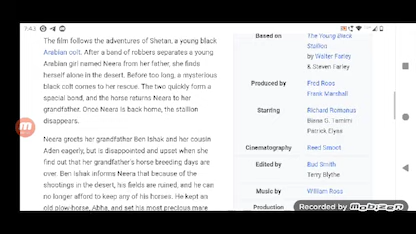 7:43
The film follows the adventures of Shetan, a young black
Arabian colt. After a band of robbers separates a young
Arabian girl named Neera from her father, she finds
herself alone in the desert. Before too long, a mysterious
black colt comes to her rescue. The two quickly form a
special bond, and the horse returns Neera to her
grandfather. Once Neera is back home, the stallion
disappears.
Neera greets her grandfather Ben Ishak and her cousin
Aden eagerly, but is disappointed and upset when she
find out that her grandfather's horse breeding days are
over. Ben Ishak informs Neera that because of the
shootings in the desert, his fields are ruined, and he can
no longer afford to keep any of his horses. He kept an
old plow-horse, Abha, and set his most precious mare
Based on
The Young Black
Stallion
by Walter Farley
& Steven Farley
Produced by
Fred Roos
Frank Marshall
Starring
Richard Romanus
Biana G. Tamimi
Patrick Elyas
Cinematography
Reed Smoot
Edited by
Bud Smith
Terry Blythe
Music by
William Ross
Production
Recorded by
Mobizen